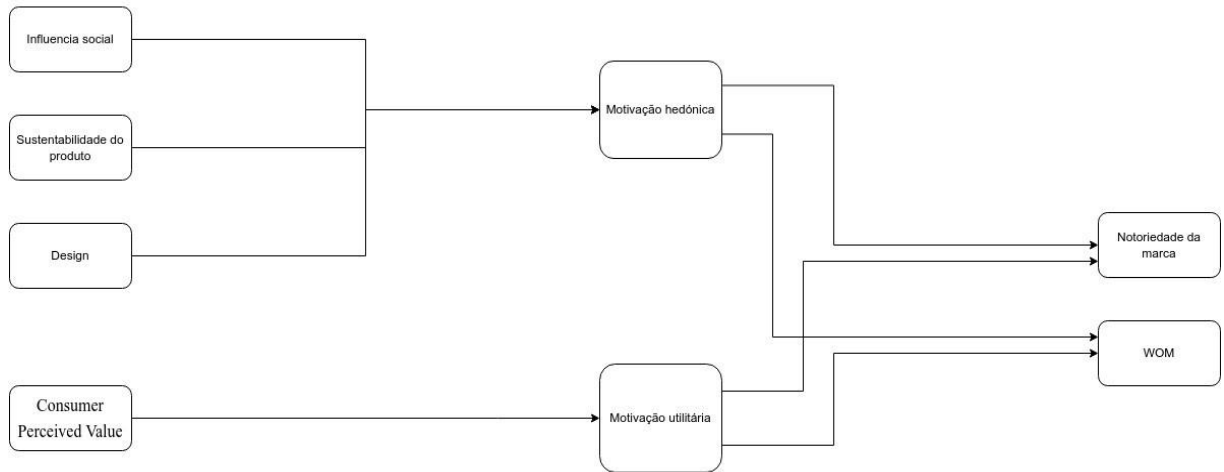 Influencia social
Sustentabilidade do
produto
Design
Consumer
Perceived Value
Motivação hedónica
Motivação utilitária
Notoriedade da
marca
WOM